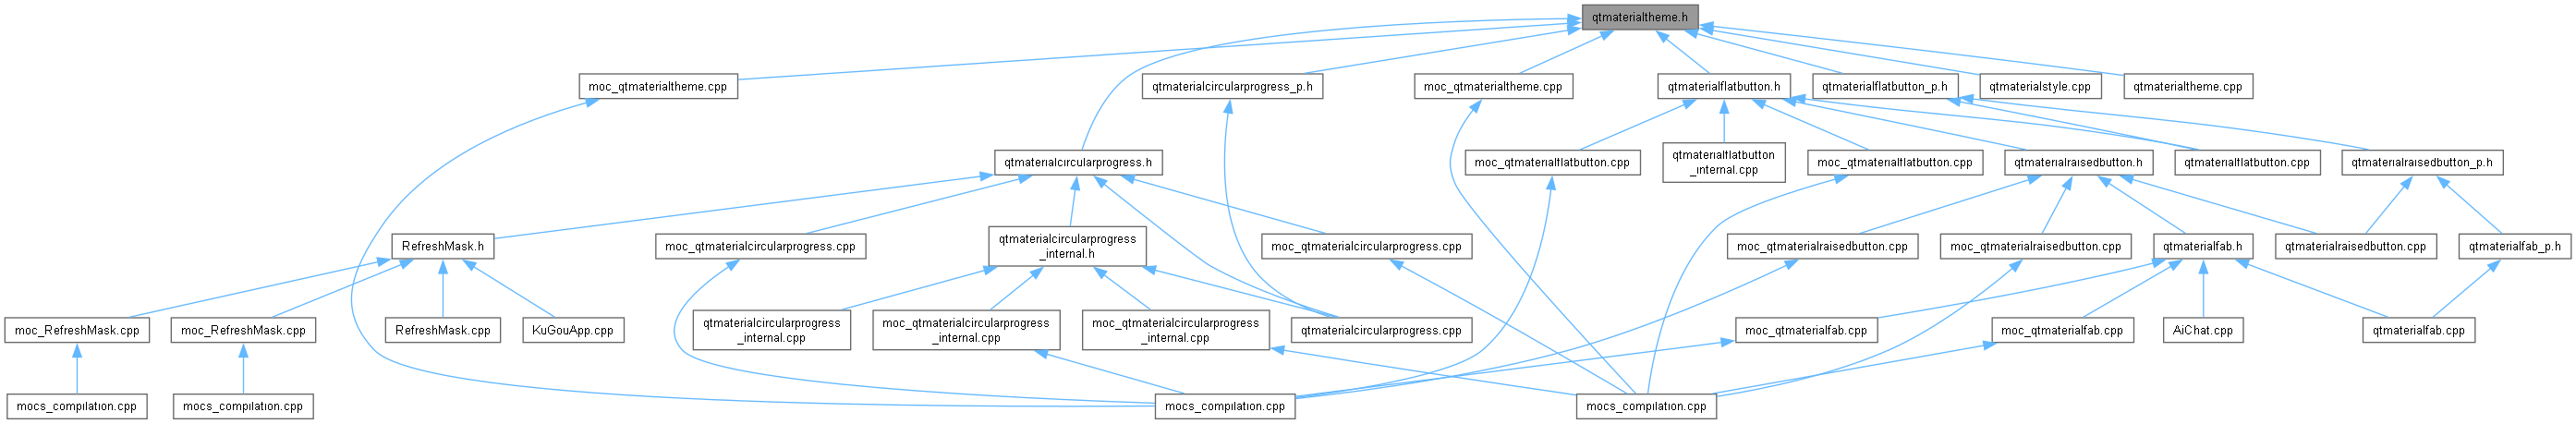 qtmaterialtheme.h
moc_qtmaterialtheme.cpp
qtmaterialcircularprogress_p.h
moc_qtmaterialtheme.cpp
qtmaterialflatbutton.h
qtmaterialflatbutton_p.h
qtmaterialstyle.cpp
qtmaterialtheme.cpp
qtmaterialcircularprogress.h
moc_qtmaterialflatbutton.cpp
qtmaterialflatbutton
_internal.cpp
moc_qtmaterialflatbutton.cpp
qtmaterialraisedbutton.h
qtmaterialflatbutton.cpp
qtmaterialraisedbutton_p.h
RefreshMask.h
moc_qtmaterialcircularprogress.cpp
qtmaterialcircularprogress
_internal.h
moc_qtmaterialcircularprogress.cpp
moc_qtmaterialraisedbutton.cpp
moc_qtmaterialraisedbutton.cpp
qtmaterialfab.h
qtmaterialraisedbutton.cpp
qtmaterialfab_p.h
moc_RefreshMask.cpp
moc_RefreshMask.cpp
RefreshMask.cpp
KuGouApp.cpp
qtmaterialcircularprogress
_internal.cpp
moc_qtmaterialcircularprogress
_internal.cpp
moc_qtmaterialcircularprogress
_internal.cpp
qtmaterialcircularprogress.cpp
moc_qtmaterialfab.cpp
moc_qtmaterialfab.cpp
AiChat.cpp
qtmaterialfab.cpp
mocs_compilation.cpp
mocs_compilation.cpp
mocs_compilation.cpp
mocs_compilation.cpp